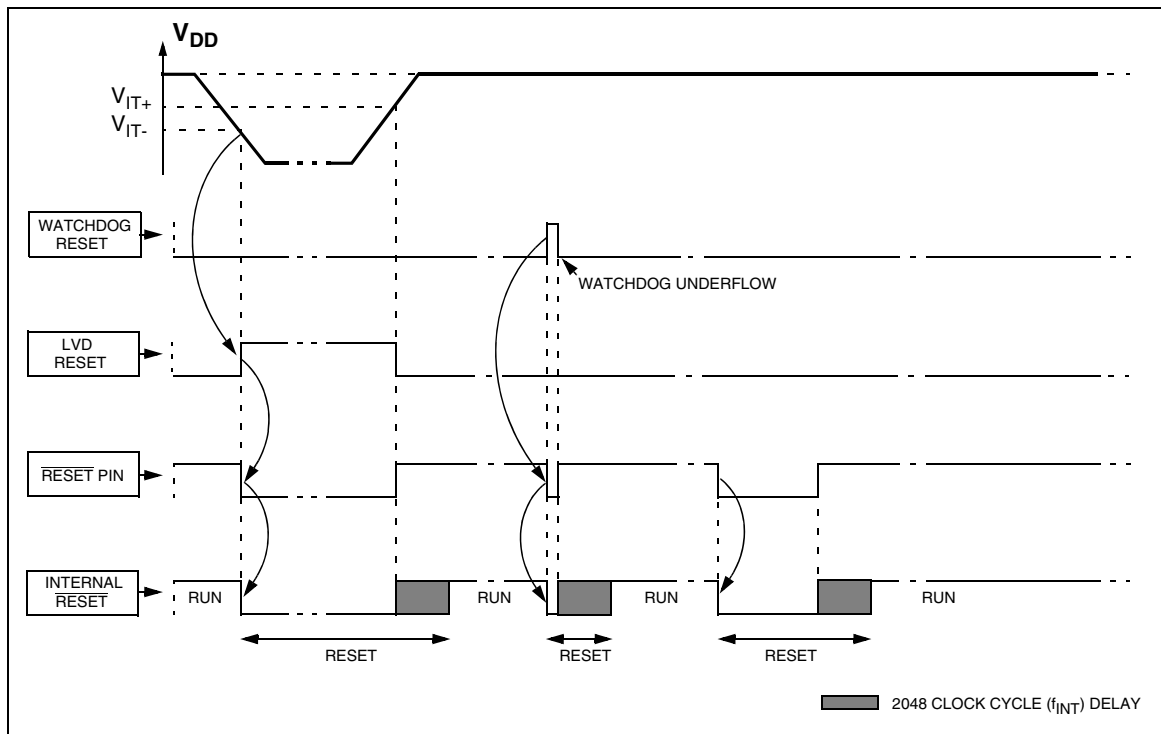 VDD
VIT+
VIT-
WATCHDOG
RESET
WATCHDOG UNDERFLOW
LVD
RESET
RESET PIN
INTERNAL
RESET
RUN
RUN
RUN
RUN
RESET
RESET
RESET
2048 CLOCK CYCLE (fINT) DELAY